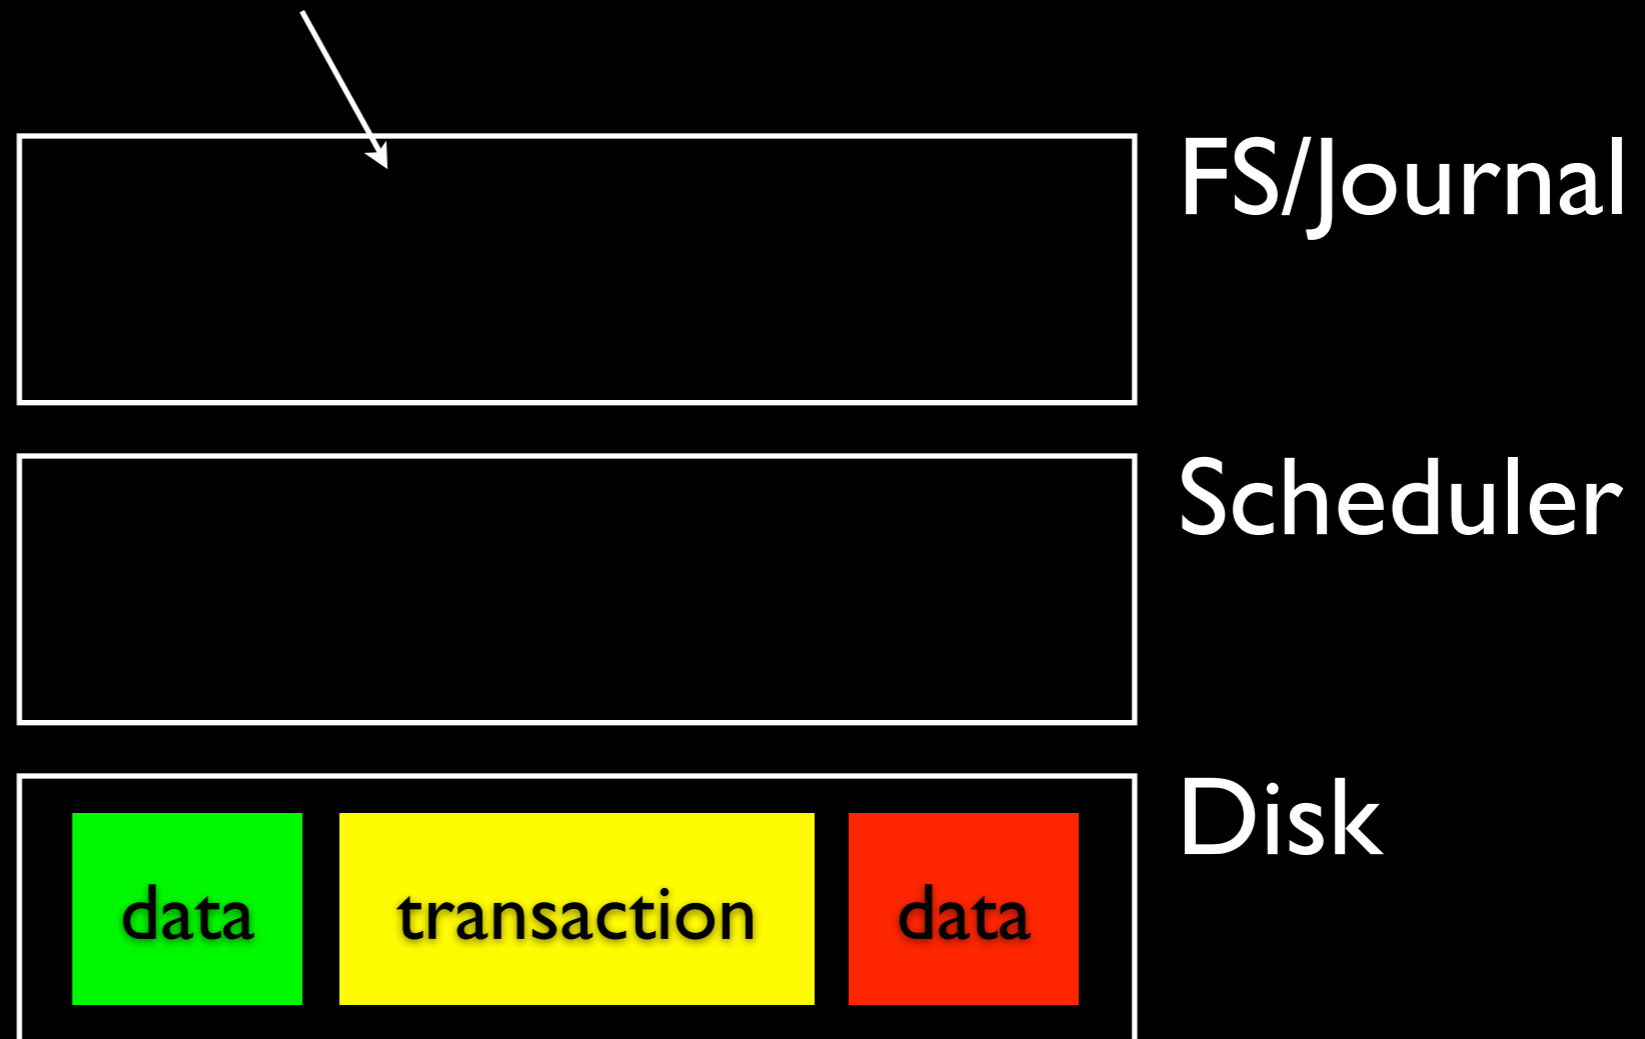 FS/Journal
Scheduler
Disk
data transaction data